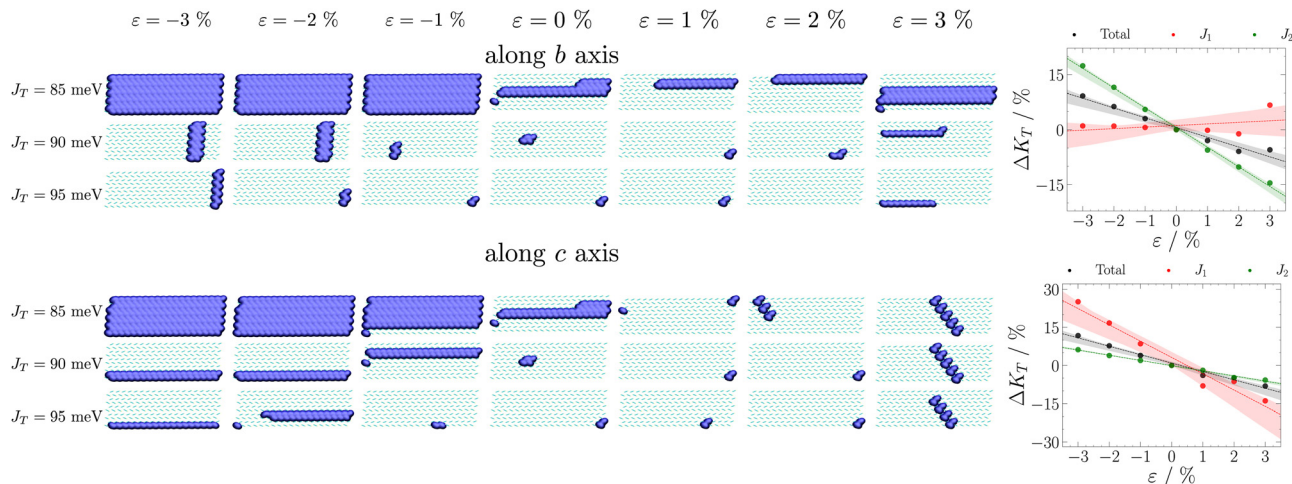 ε = −3 % ε = −2 % ε = −1 % ε = 0 % ε = 1 % ε = 2 % ε = 3 %
along b axis
J_T = 85 meV
J_T = 90 meV
J_T = 95 meV
Total J_1 J_2
15
0
−15
ΔK_T / %
−3 −2 −1 0 1 2 3
ε / %
along c axis
J_T = 85 meV
J_T = 90 meV
J_T = 95 meV
Total J_1 J_2
30
15
0
−15
−30
ΔK_T / %
−3 −2 −1 0 1 2 3
ε / %